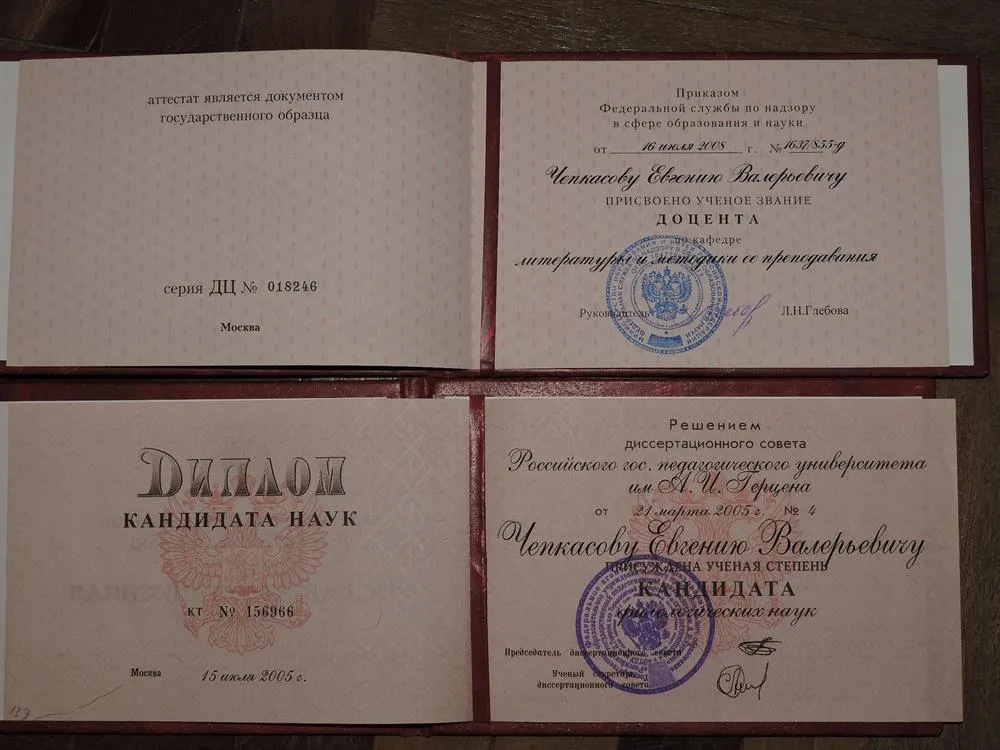 аттестат является документом
государственного образца
серия ДЦ № 018246
Москва
Приказом
Федеральной службы по надзору
в сфере образования и науки
от 16 июля 2008 г. № 1637/855-д
Чепкасову Евгению Валерьевичу
ПРИСВОЕНО УЧЕНОЕ ЗВАНИЕ
ДОЦЕНТА
по кафедре
литературы и методики ее преподавания
Руководитель
Л.Н.Глебова
ДИПЛОМ
КАНДИДАТА НАУК
КТ № 156966
Москва 15 июля 2005 г.
133
Решением
диссертационного совета
Российского гос. педагогического университета
им А.И. Герцена
от 21 марта 2005 г. № 4
Чепкасову Евгению Валерьевичу
ПРИСУЖДЕНА УЧЕНАЯ СТЕПЕНЬ
КАНДИДАТА
филологических наук
Председатель диссертационного совета
Ученый секретарь
диссертационного совета